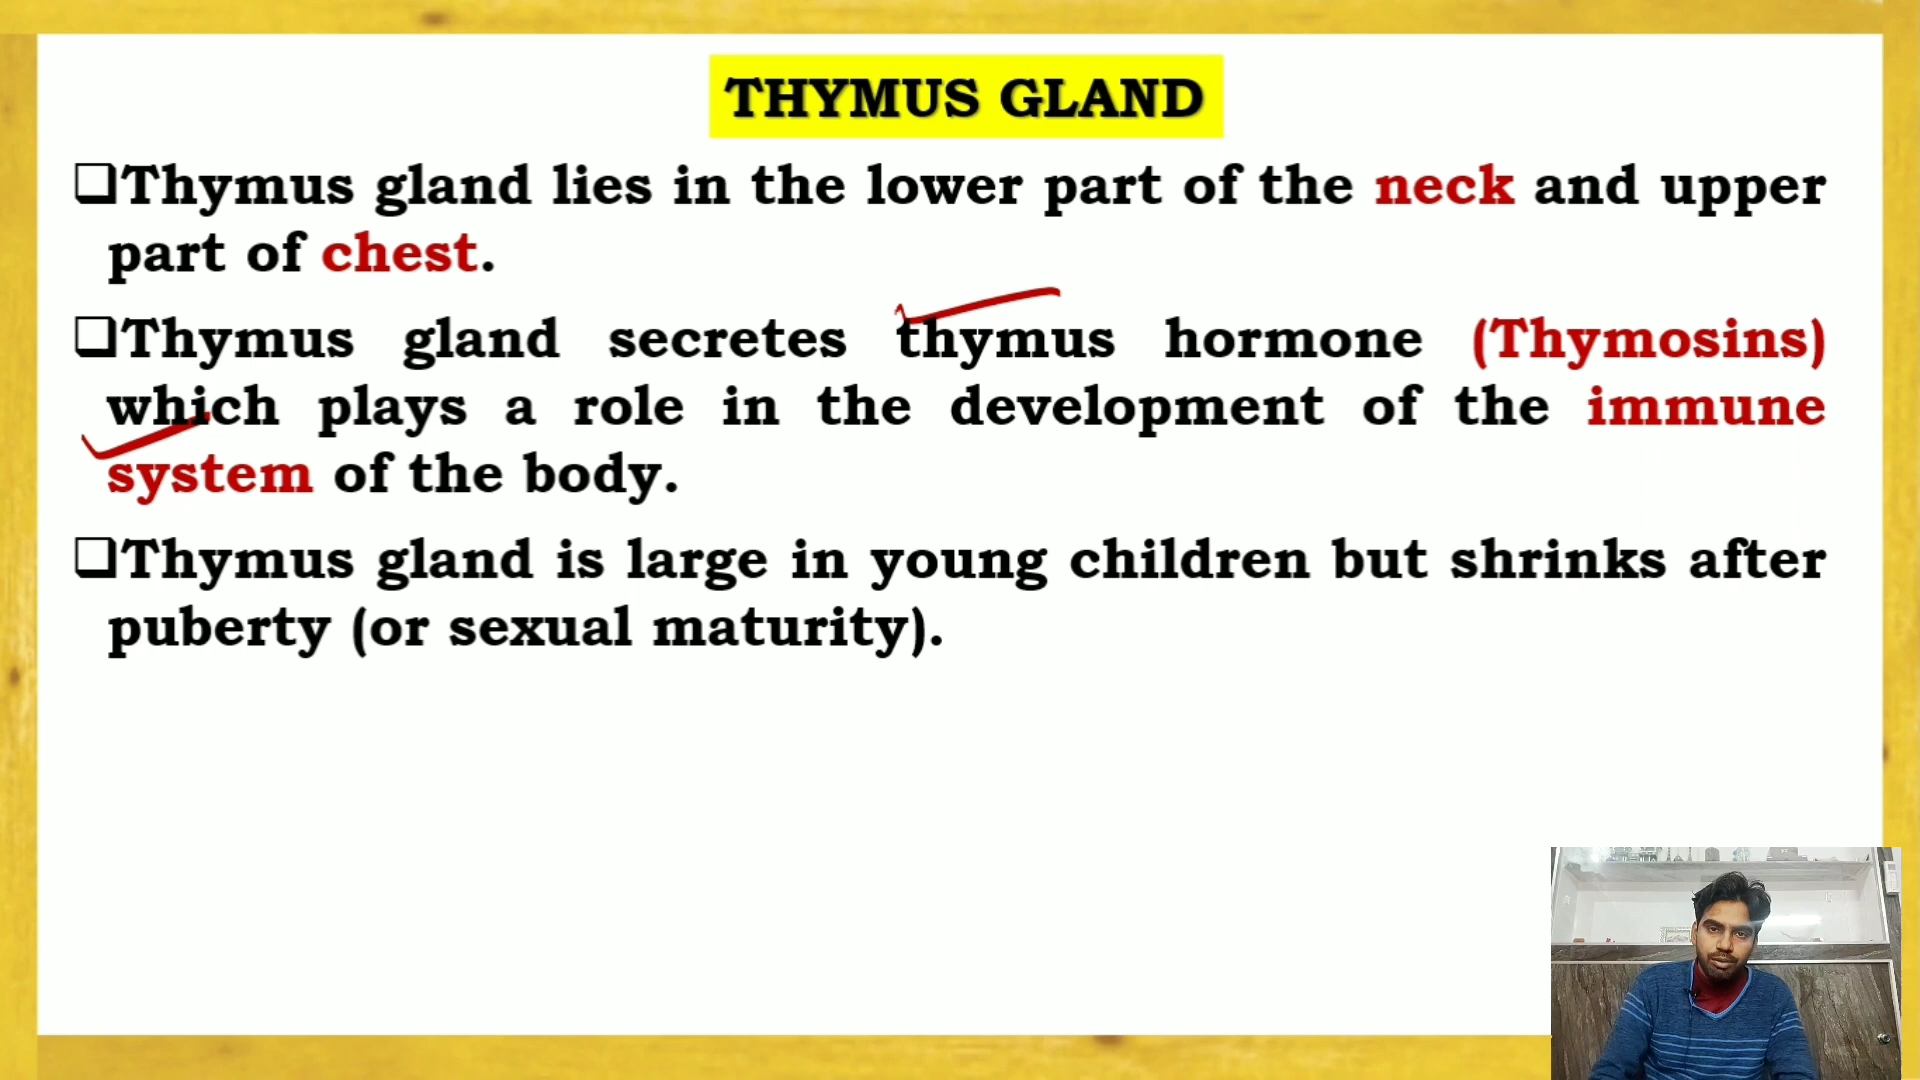 THYMUS GLAND
❑Thymus gland lies in the lower part of the neck and upper
part of chest.
❑Thymus gland secretes thymus hormone (Thymosins)
which plays a role in the development of the immune
system of the body.
❑Thymus gland is large in young children but shrinks after
puberty (or sexual maturity).